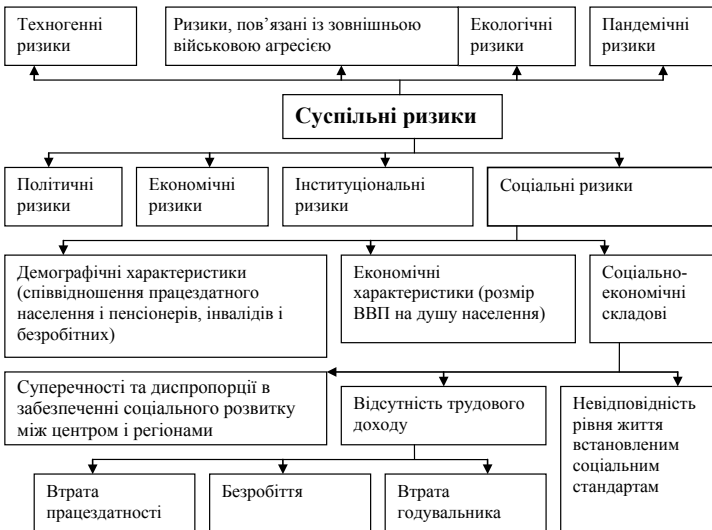 Техногенні
ризики
Ризики, пов’язані із зовнішньою
військовою агресією
Екологічні
ризики
Пандемічні
ризики
Суспільні ризики
Політичні
ризики
Економічні
ризики
Інституціональні
ризики
Соціальні ризики
Демографічні характеристики
(співвідношення працездатного
населення і пенсіонерів, інвалідів і
безробітних)
Економічні
характеристики (розмір
ВВП на душу населення)
Соціально-
економічні
складові
Суперечності та диспропорції в
забезпеченні соціального розвитку
між центром і регіонами
Відсутність трудового
доходу
Невідповідність
рівня життя
встановленим
соціальним
стандартам
Втрата
працездатності
Безробіття
Втрата
годувальника